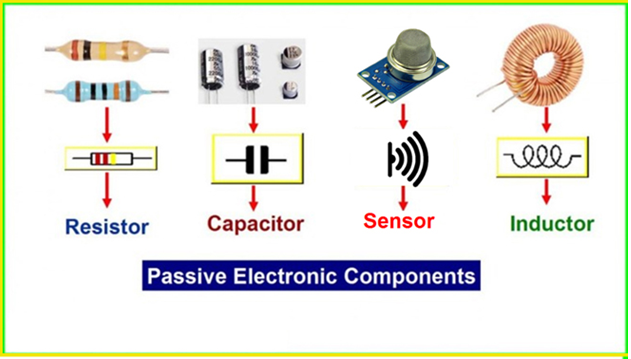 Resistor
Capacitor
Sensor
Inductor
Passive Electronic Components